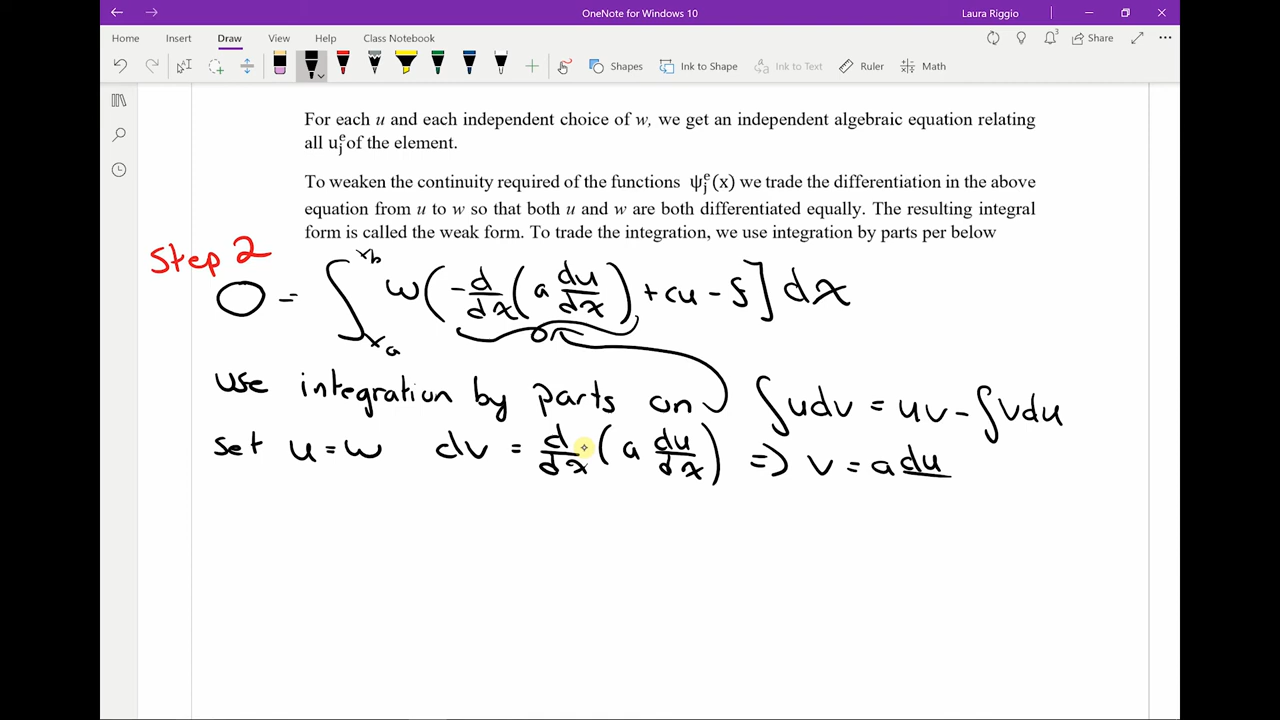 OneNote for Windows 10
Laura Riggio
Home Insert Draw View Help Class Notebook
3 Share
Shapes Ink to Shape Ink to Text Ruler Math
For each u and each independent choice of w, we get an independent algebraic equation relating
all uⱼᵉ of the element.
To weaken the continuity required of the functions ψⱼᵉ(x) we trade the differentiation in the above
equation from u to w so that both u and w are both differentiated equally. The resulting integral
form is called the weak form. To trade the integration, we use integration by parts per below
Step 2
0 = ∫_{xa}^{xb} w(-d/dx(a du/dx) + cu - f] dx
use integration by parts on ∫udv = uv - ∫vdu
set u = w dv = d/dx (a du/dx) => v = a du